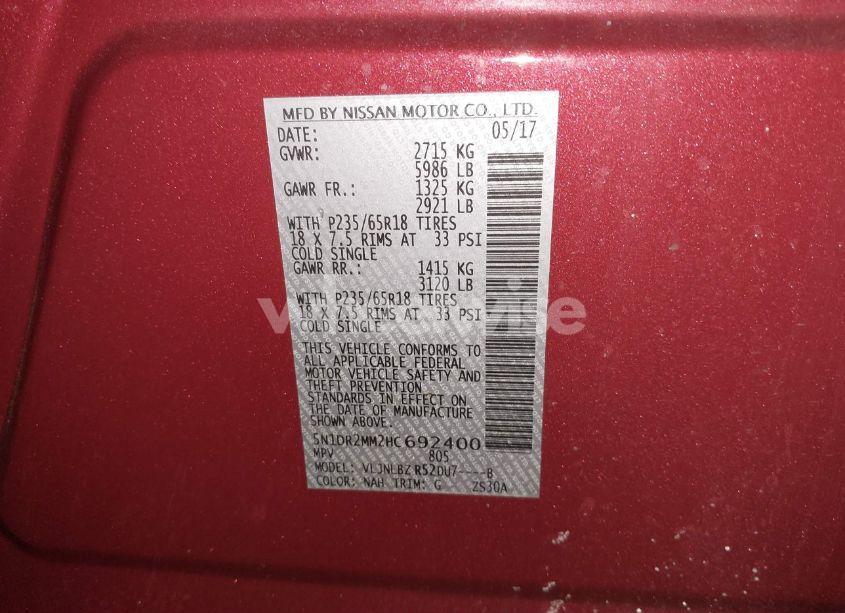 MFD BY NISSAN MOTOR CO., LTD.
DATE: 05/17
GVWR: 2715 KG
5986 LB
GAWR FR.: 1325 KG
2921 LB
WITH P235/65R18 TIRES
18 X 7.5 RIMS AT 33 PSI
COLD SINGLE
GAWR RR.: 1415 KG
3120 LB
WITH P235/65R18 TIRES
18 X 7.5 RIMS AT 33 PSI
COLD SINGLE
THIS VEHICLE CONFORMS TO
ALL APPLICABLE FEDERAL
MOTOR VEHICLE SAFETY AND
THEFT PREVENTION
STANDARDS IN EFFECT ON
THE DATE OF MANUFACTURE
SHOWN ABOVE.
5N1DR2MM2HC692400
MPV 805
MODEL: VLJNLBZ R52DU7----B
COLOR: NAH TRIM: G ZS30A